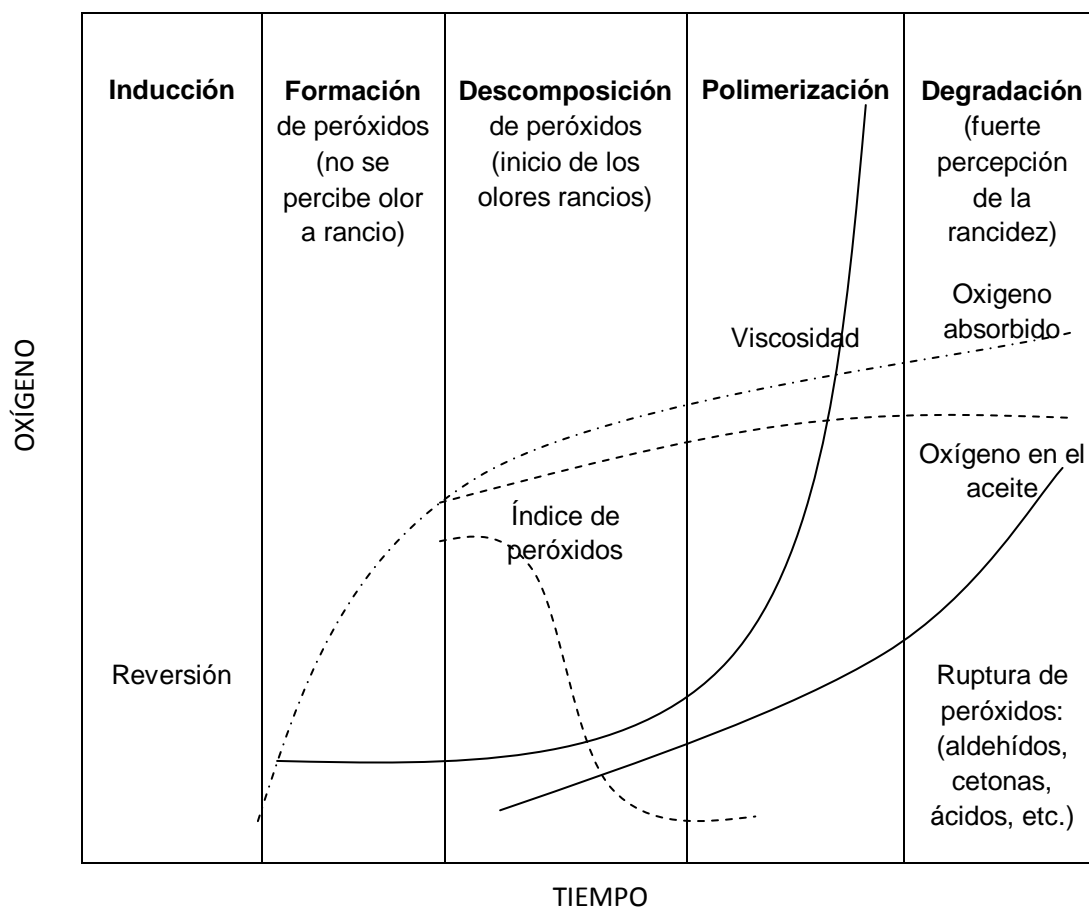 Inducción
Formación
de peróxidos
(no se
percibe olor
a rancio)
Descomposición
de peróxidos
(inicio de los
olores rancios)
Polimerización
Degradación
(fuerte
percepción
de la
rancidez)
Oxigeno
absorbido
Viscosidad
Oxígeno en el
aceite
Índice de
peróxidos
Reversión
Ruptura de
peróxidos:
(aldehídos,
cetonas,
ácidos, etc.)
OXÍGENO
TIEMPO